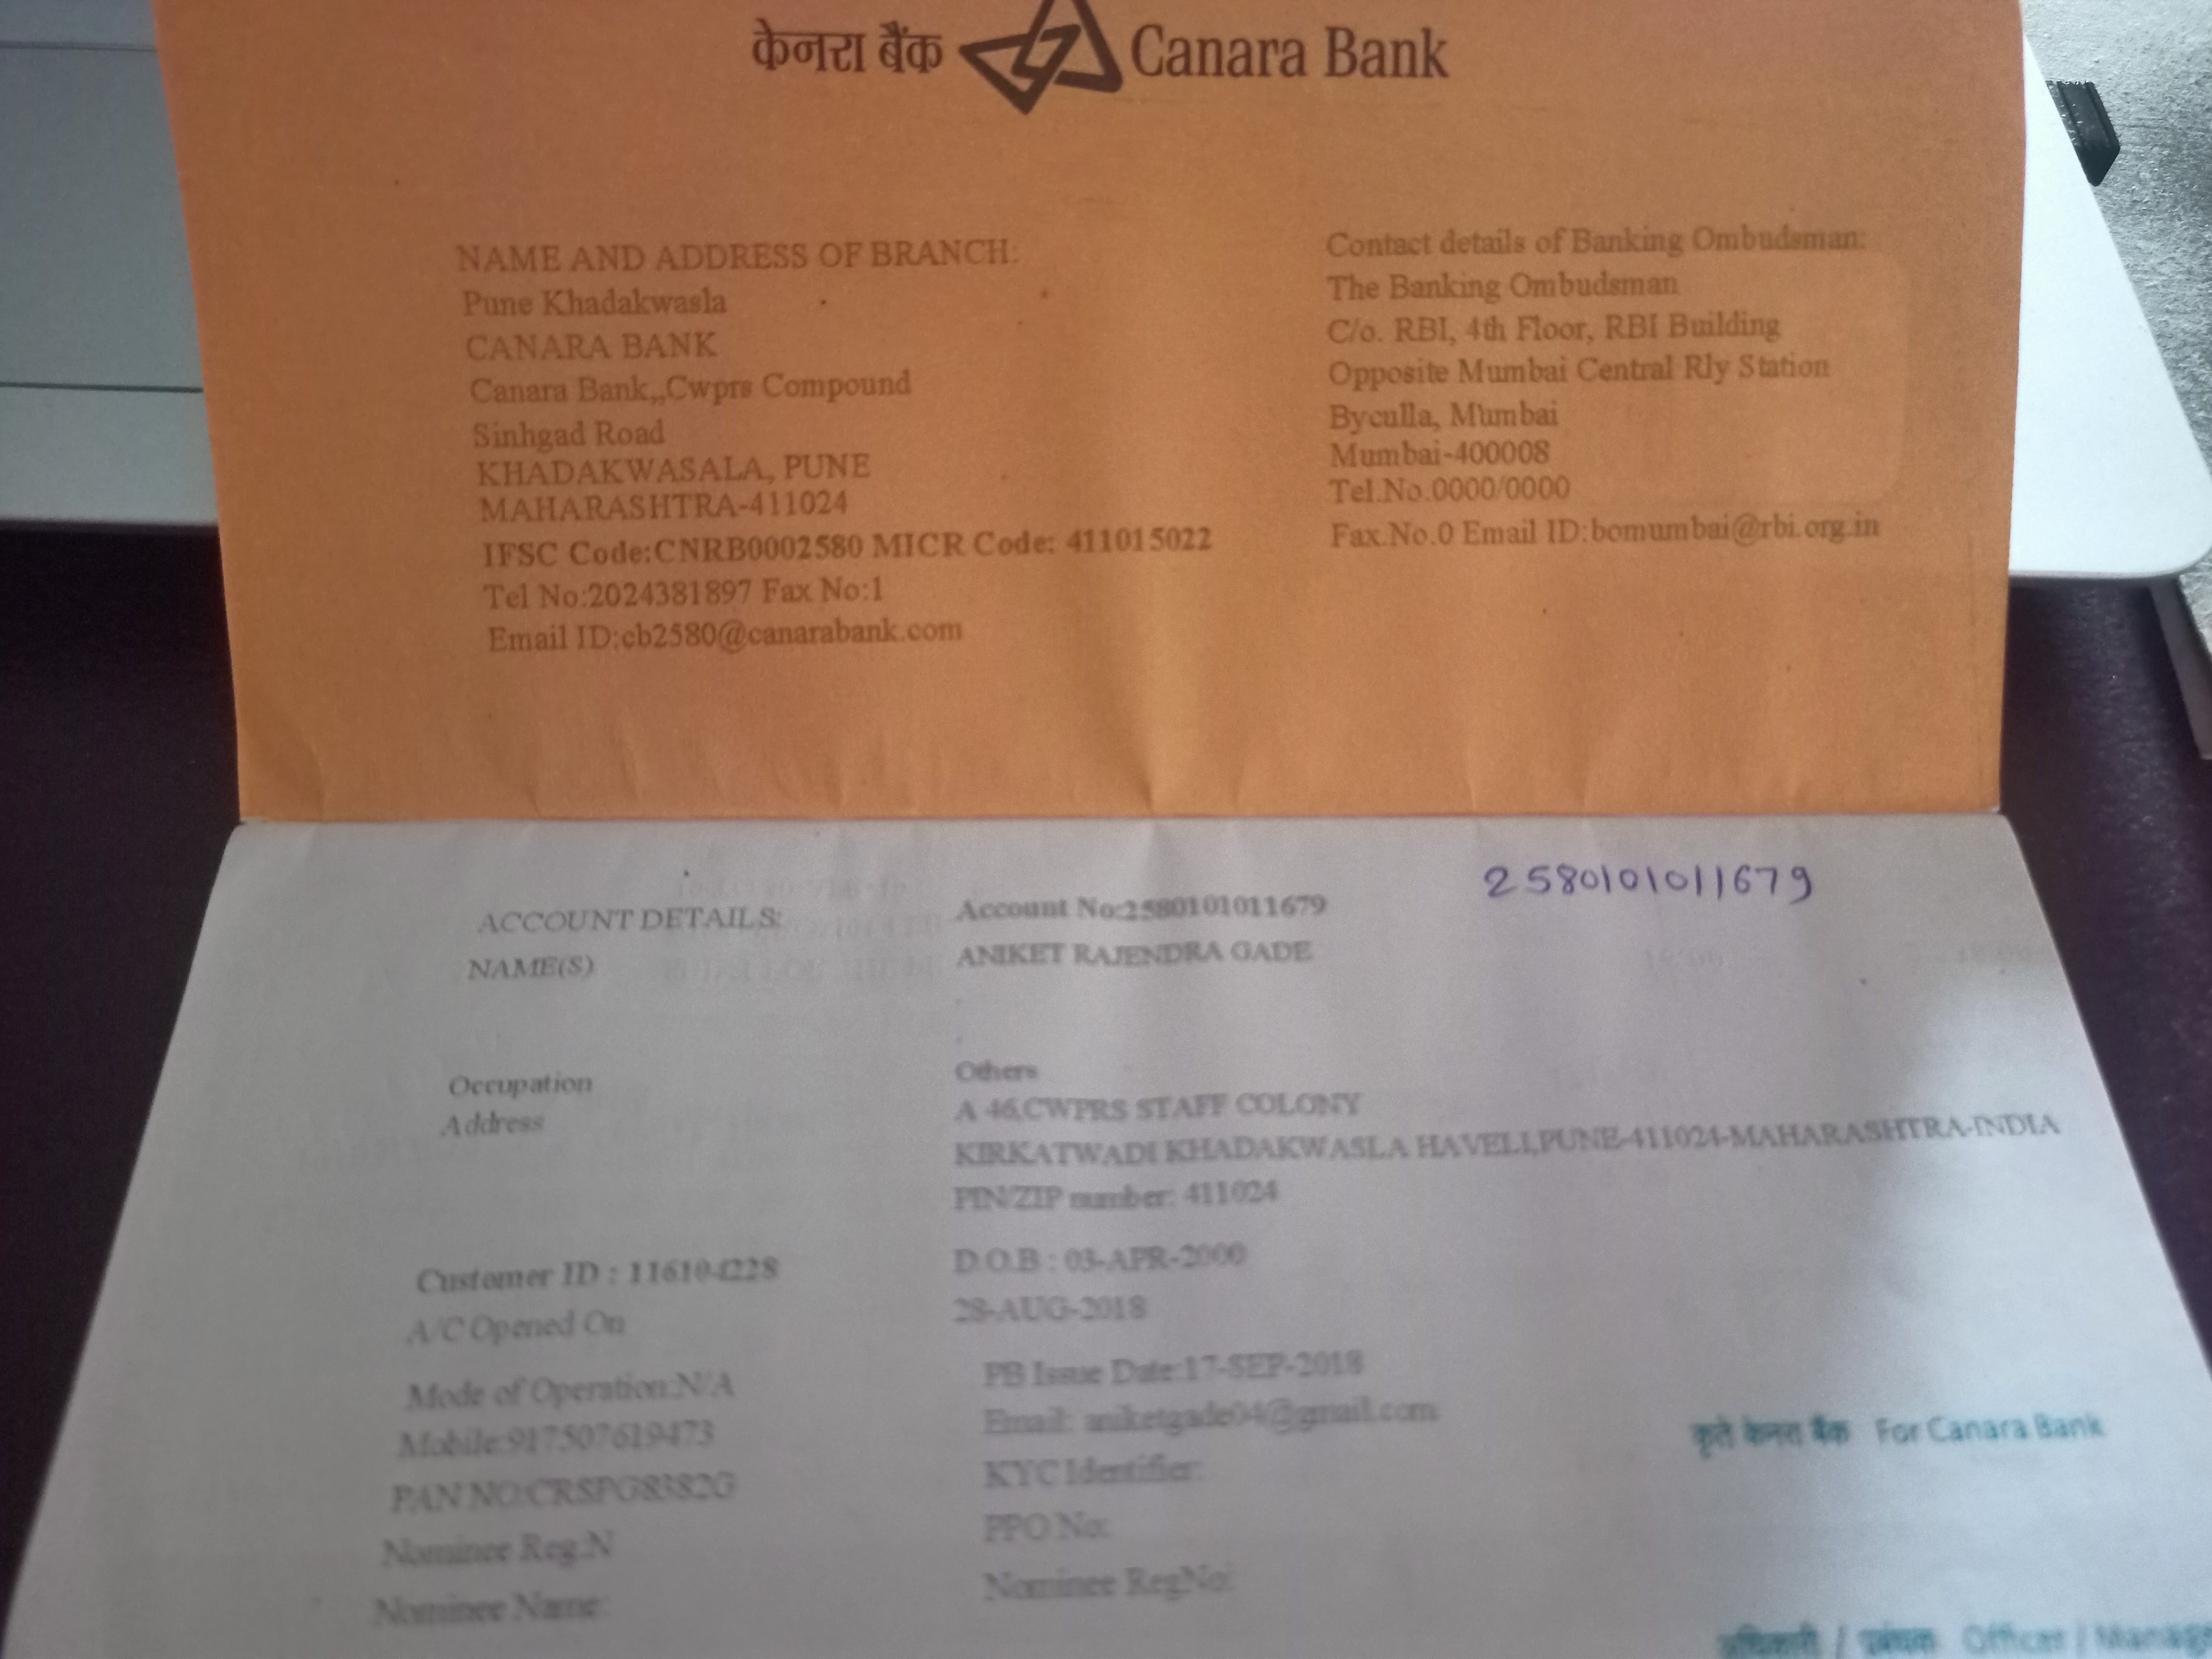 केनरा बैंक Canara Bank
NAME AND ADDRESS OF BRANCH:
Pune Khadakwasla
CANARA BANK
Canara Bank,,Cwprs Compound
Sinhgad Road
KHADAKWASALA, PUNE
MAHARASHTRA-411024
IFSC Code:CNRB0002580 MICR Code: 411015022
Tel No:2024381897 Fax No:1
Email ID:cb2580@canarabank.com
Contact details of Banking Ombudsman:
The Banking Ombudsman
C/o. RBI, 4th Floor, RBI Building
Opposite Mumbai Central Rly Station
Byculla, Mumbai
Mumbai-400008
Tel.No.0000/0000
Fax.No.0 Email ID:bomumbai@rbi.org.in
2580101011679
ACCOUNT DETAILS: Account No:2580101011679
NAME(S) ANIKET RAJENDRA GADE
Occupation Others
Address A 46,CWPRS STAFF COLONY
KIRKATWADI KHADAKWASLA HAVELI,PUNE-411024-MAHARASHTRA-INDIA
PIN/ZIP number: 411024
Customer ID : 116104228 D.O.B : 03-APR-2000
A/C Opened On 28-AUG-2018
Mode of Operation:N/A PB Issue Date:17-SEP-2018
Mobile:917507619473 Email: aniketgade04@gmail.com
PAN NO:CRSPG8382G KYC Identifier:
Nominee Reg:N PPO No:
Nominee Name: Nominee RegNo:
कृते केनरा बैंक For Canara Bank
अधिकारी / प्रबंधक Officer / Manage